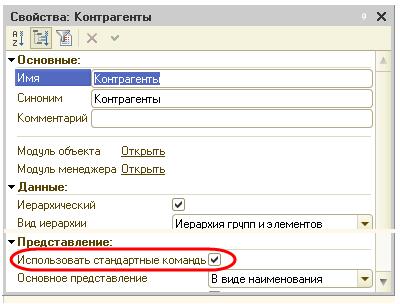 Свойства: Контрагенты
Основные:
Имя Контрагенты
Синоним Контрагенты
Комментарий
Модуль объекта Открыть
Модуль менеджера Открыть
Данные:
Иерархический
Вид иерархии Иерархия групп и элементов
Представление:
Использовать стандартные команды
Основное представление В виде наименования